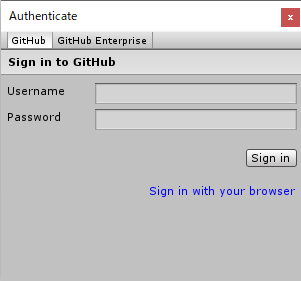 Authenticate
x
GitHub GitHub Enterprise
Sign in to GitHub
Username
Password
Sign in
Sign in with your browser